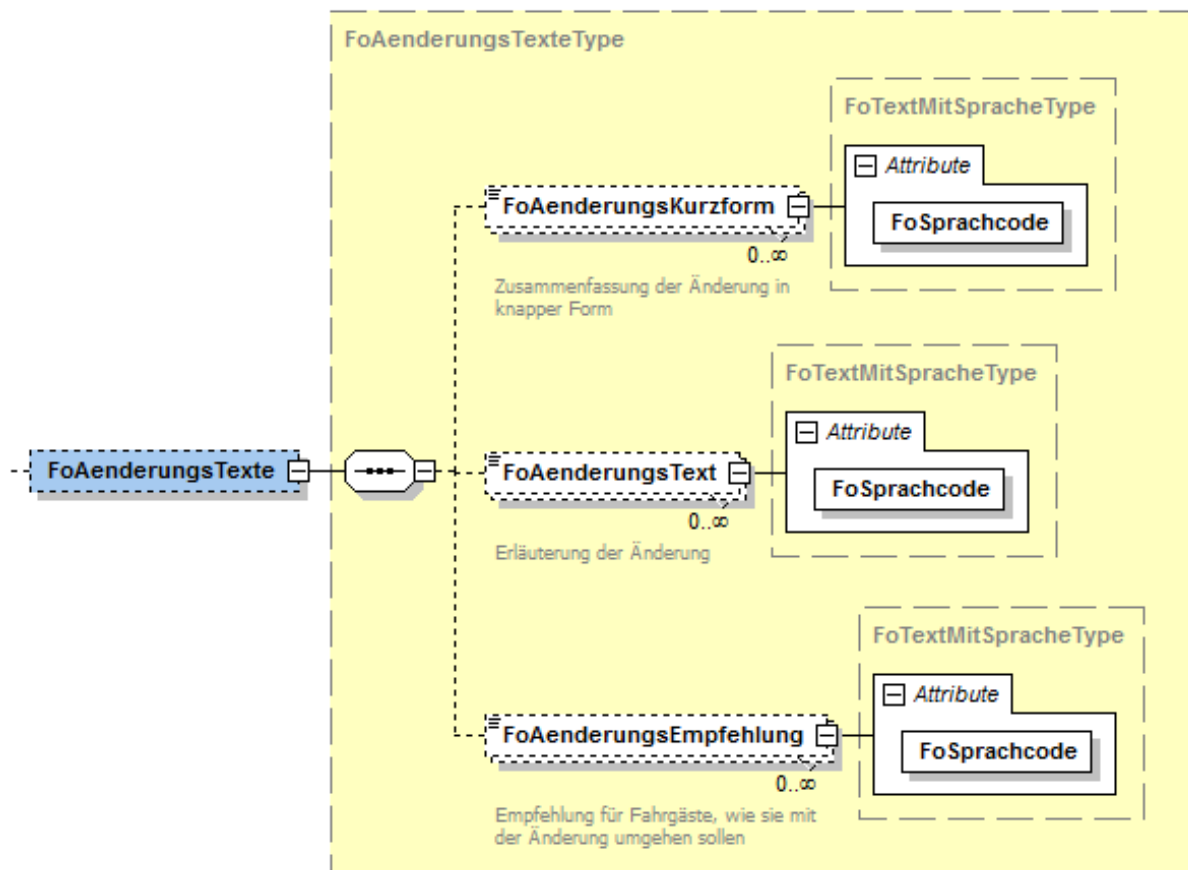 FoAenderungsTexteType
FoTextMitSpracheType
Attribute
FoAenderungsKurzform
FoSprachcode
0..∞
Zusammenfassung der Änderung in
knapper Form
FoTextMitSpracheType
Attribute
FoAenderungsTexte
FoAenderungsText
FoSprachcode
0..∞
Erläuterung der Änderung
FoTextMitSpracheType
Attribute
FoAenderungsEmpfehlung
FoSprachcode
0..∞
Empfehlung für Fahrgäste, wie sie mit
der Änderung umgehen sollen